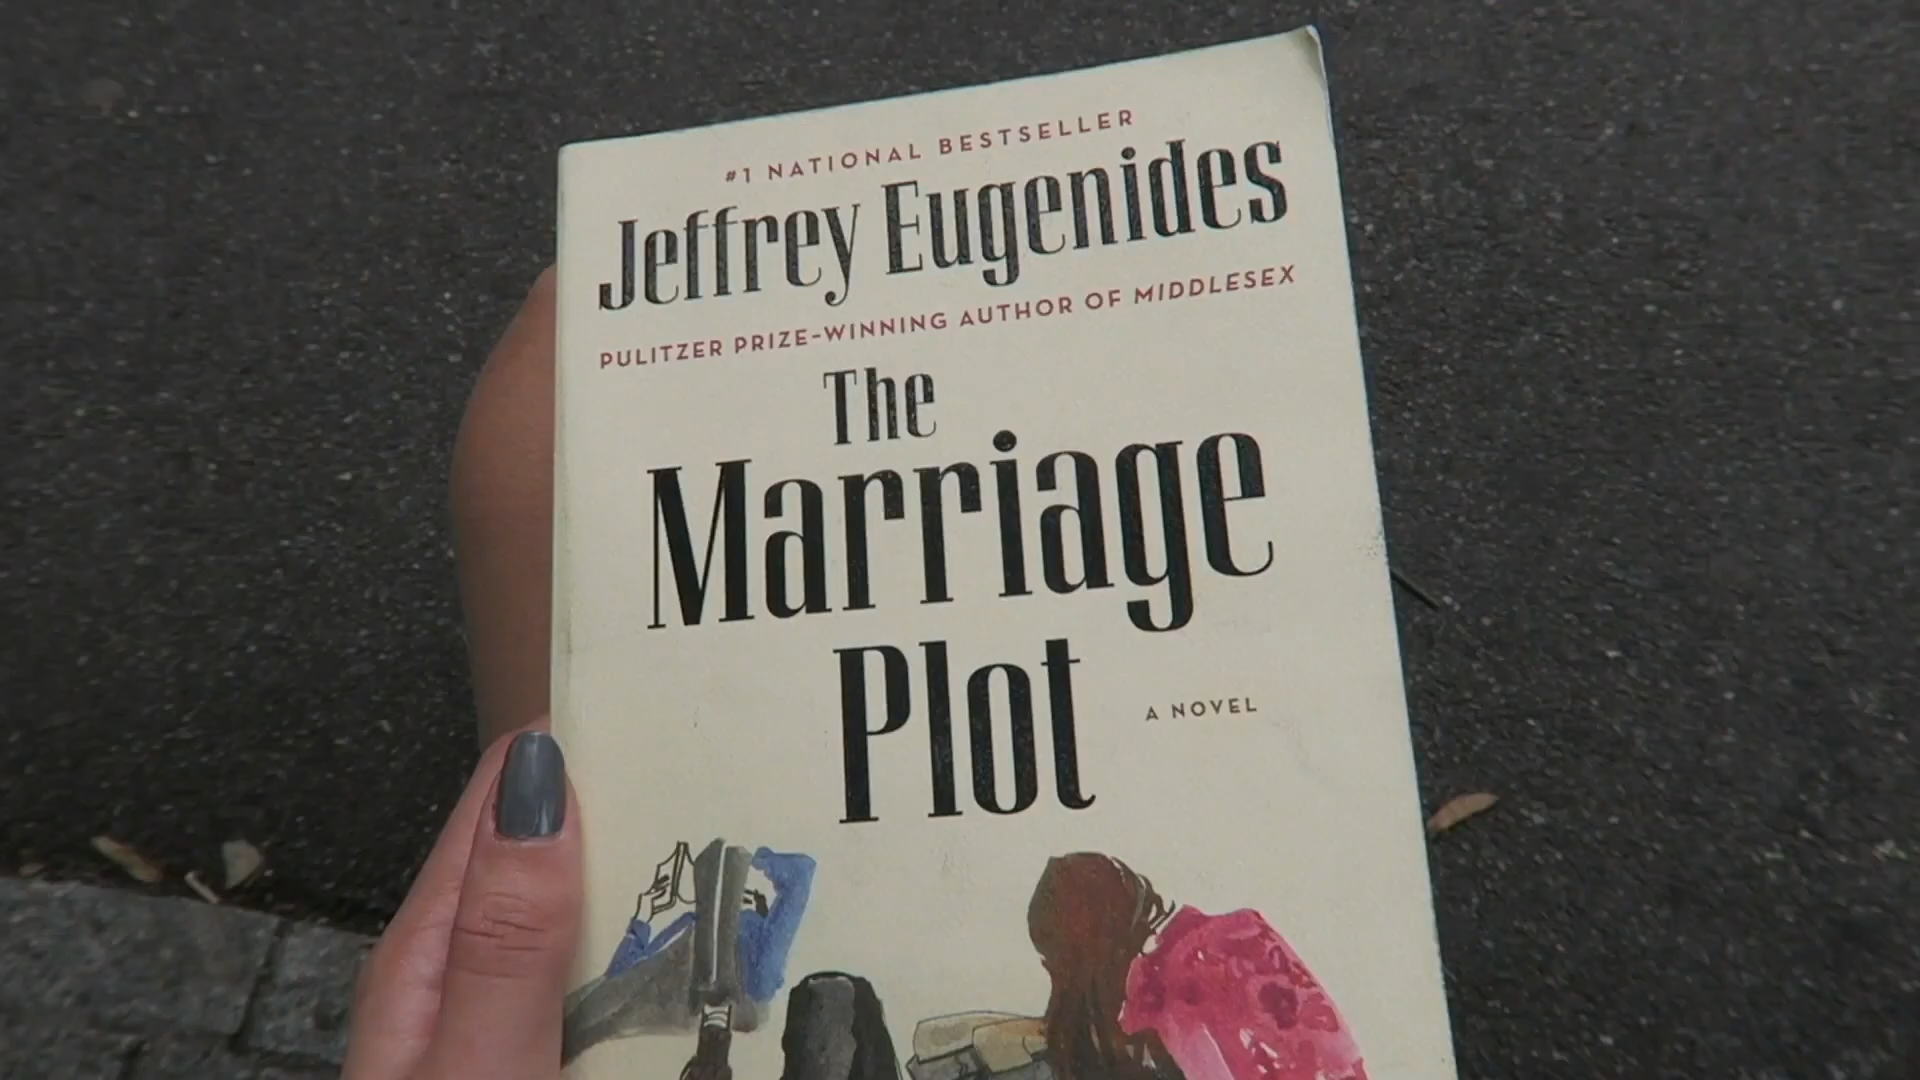 #1 NATIONAL BESTSELLER
Jeffrey Eugenides
PULITZER PRIZE-WINNING AUTHOR OF MIDDLESEX
The
Marriage
Plot
A NOVEL